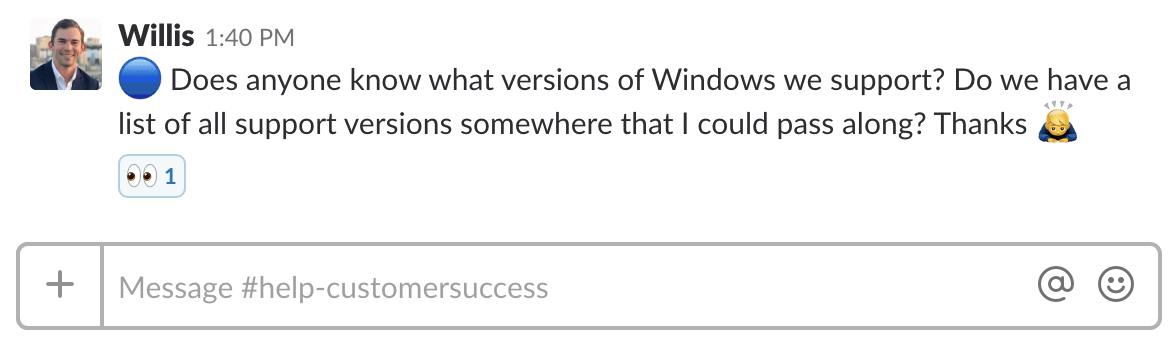 Willis 1:40 PM
Does anyone know what versions of Windows we support? Do we have a
list of all support versions somewhere that I could pass along? Thanks
1
Message #help-customersuccess